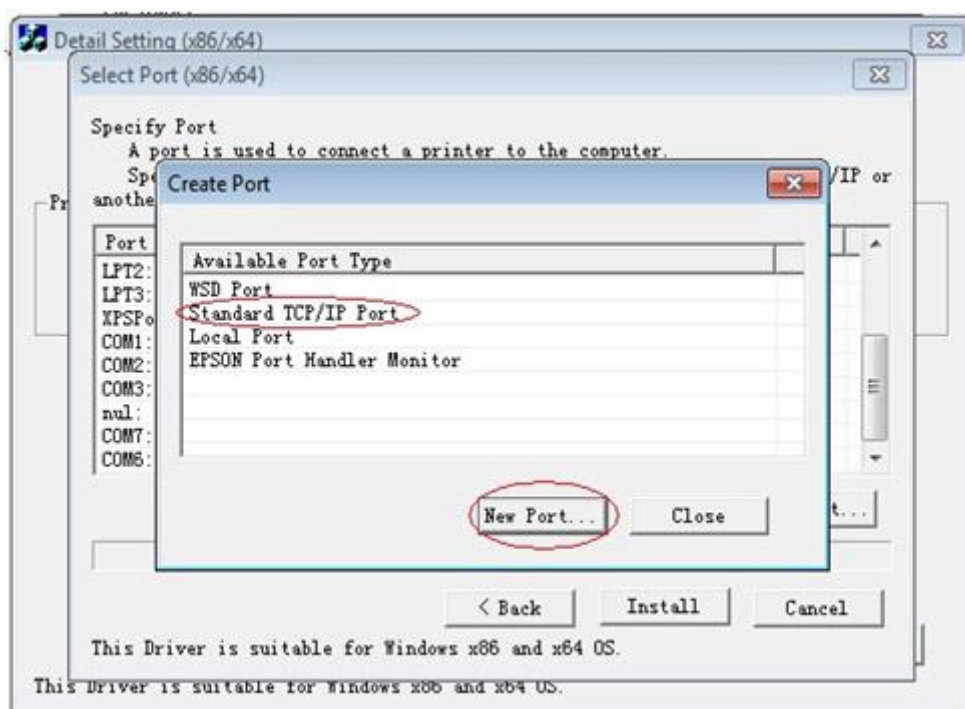 Detail Setting (x86/x64)
Select Port (x86/x64)
Specify Port
A port is used to connect a printer to the computer.
Spe
/IP or
anothe
Pr
Port
LPT2:
LPT3:
XPSPo
COM1:
COM2:
COM3:
nul:
COM7:
COM6:
Create Port
Available Port Type
WSD Port
Standard TCP/IP Port
Local Port
EPSON Port Handler Monitor
New Port...
Close
t...
< Back
Install
Cancel
This Driver is suitable for Windows x86 and x64 OS.
This Driver is suitable for Windows x86 and x64 OS.